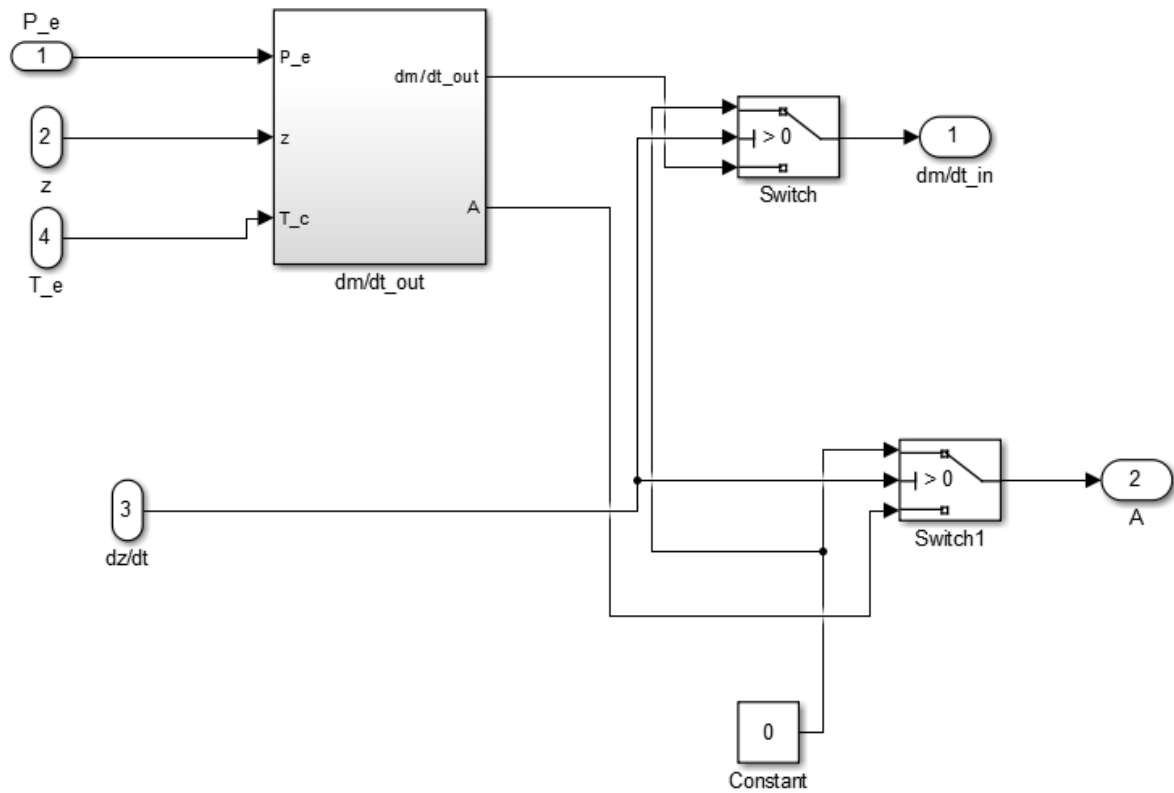 P_e
1
P_e
dm/dt_out
2
z
z
> 0
1
Switch
dm/dt_in
4
T_c
A
T_e
dm/dt_out
3
dz/dt
> 0
2
Switch1
A
0
Constant